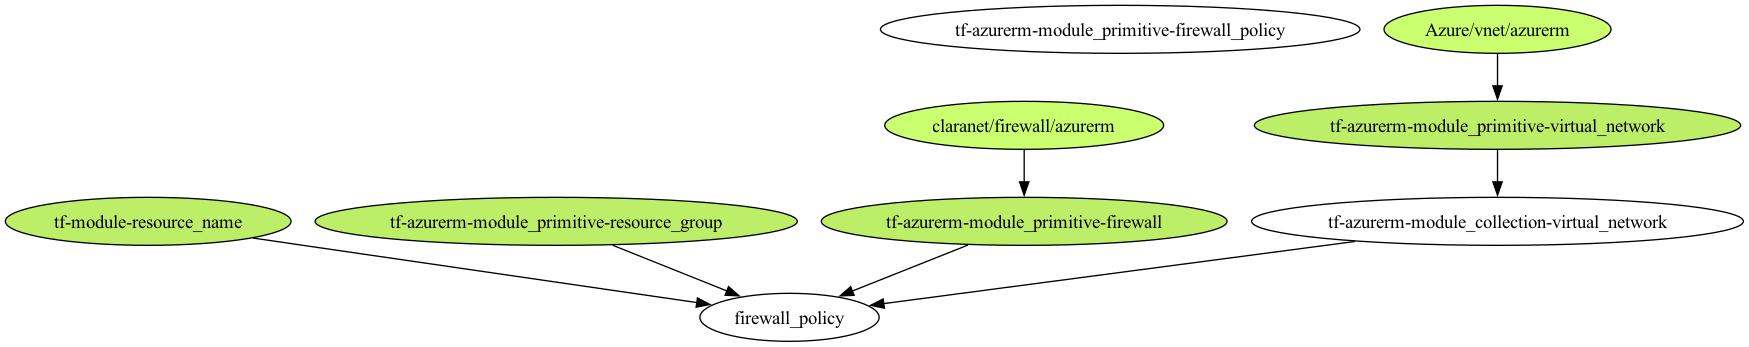 tf-azurerm-module_primitive-firewall_policy
Azure/vnet/azurerm
claranet/firewall/azurerm
tf-azurerm-module_primitive-virtual_network
tf-module-resource_name
tf-azurerm-module_primitive-resource_group
tf-azurerm-module_primitive-firewall
tf-azurerm-module_collection-virtual_network
firewall_policy